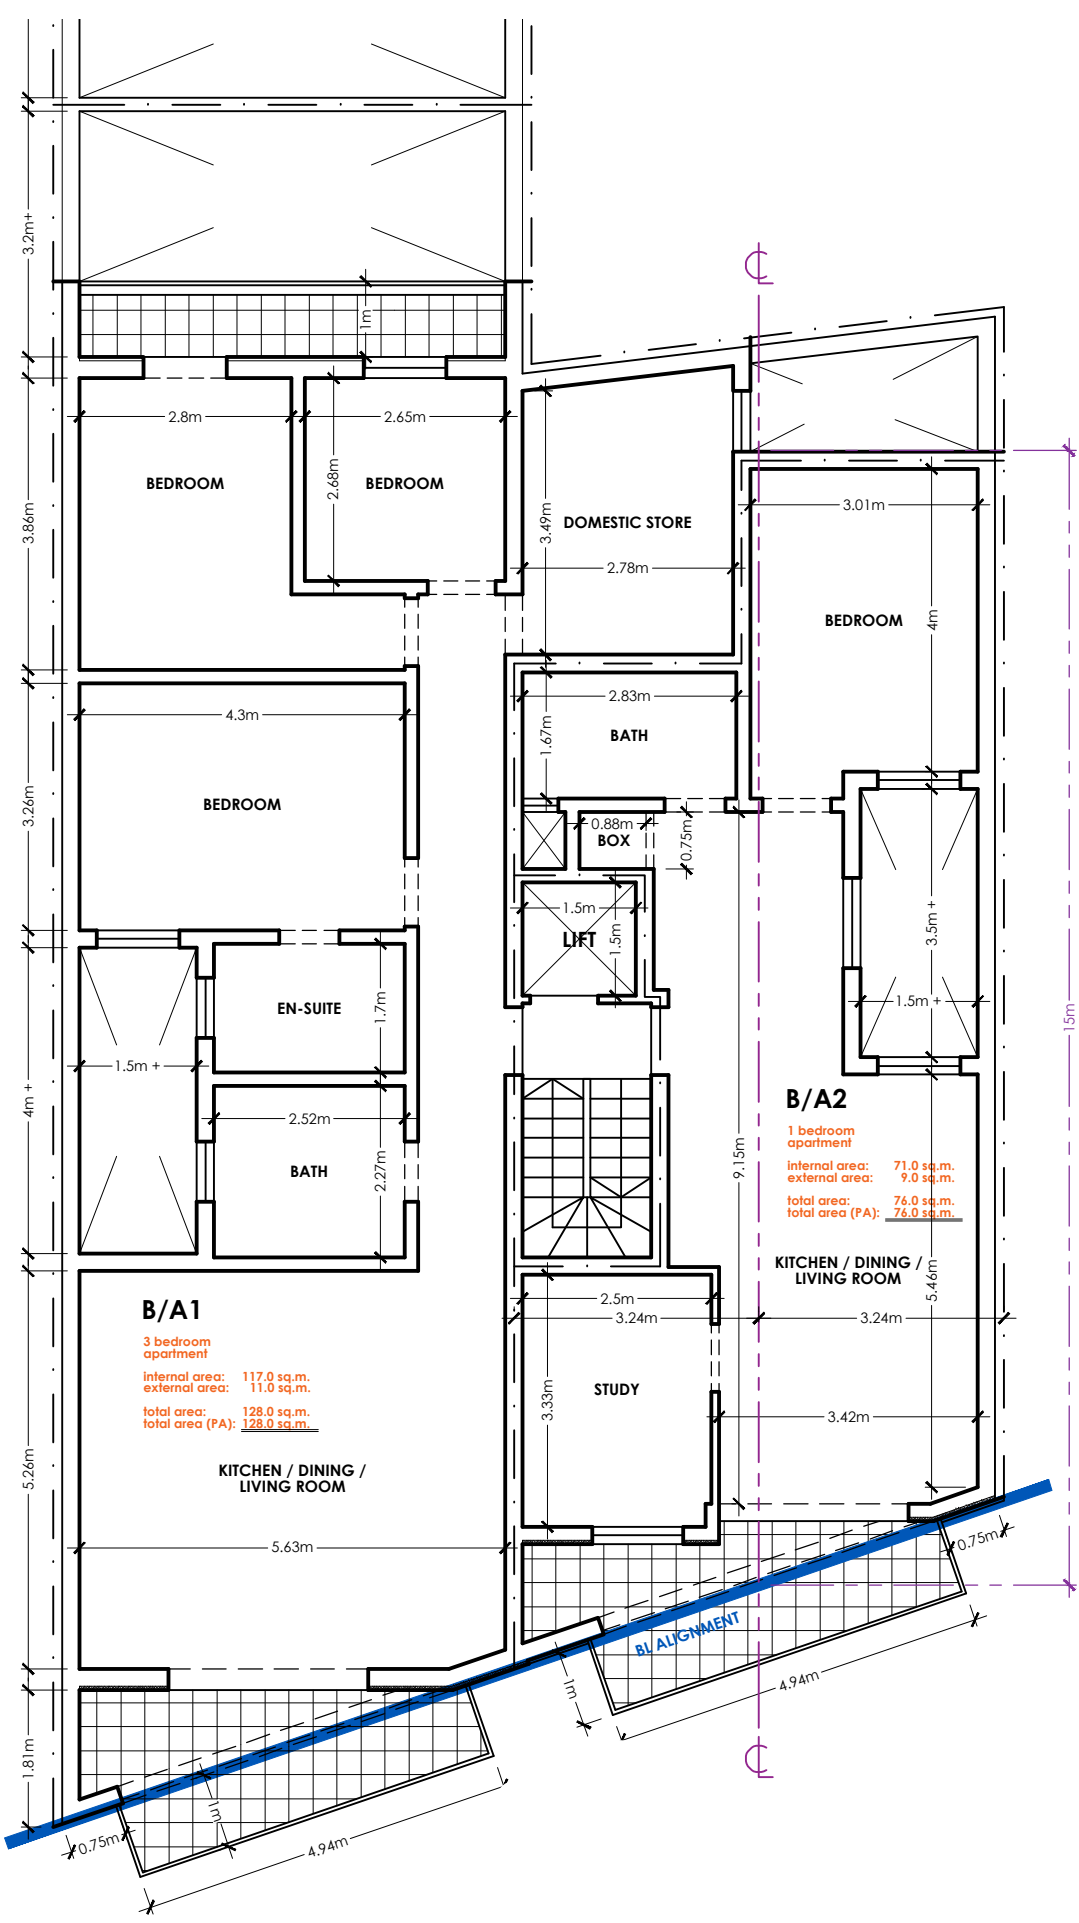 3.2m+
1m
2.8m
2.65m
2.68m
BEDROOM
BEDROOM
3.86m
3.49m
DOMESTIC STORE
2.78m
3.01m
BEDROOM
4m
15m
4.3m
BEDROOM
3.26m
2.83m
1.67m
BATH
0.88m
BOX
0.75m
1.5m
LIFT
1.5m
3.5m +
1.5m +
EN-SUITE
1.7m
1.5m +
4m +
2.52m
BATH
2.27m
B/A2
1 bedroom
apartment
internal area: 71.0 sq.m.
external area: 9.0 sq.m.
total area: 76.0 sq.m.
total area (PA): 76.0 sq.m.
9.15m
KITCHEN / DINING /
LIVING ROOM
5.46m
B/A1
3 bedroom
apartment
internal area: 117.0 sq.m.
external area: 11.0 sq.m.
total area: 128.0 sq.m.
total area (PA): 128.0 sq.m.
2.5m
3.24m
3.24m
STUDY
3.33m
3.42m
5.26m
KITCHEN / DINING /
LIVING ROOM
5.63m
0.75m
BL ALIGNMENT
1m
4.94m
1.81m
1m
0.75m
4.94m